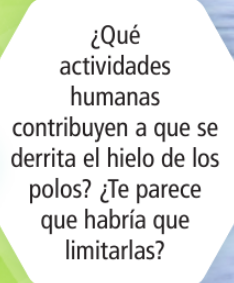 ¿Qué
actividades
humanas
contribuyen a que se
derrita el hielo de los
polos? ¿Te parece
que habría que
limitarlas?